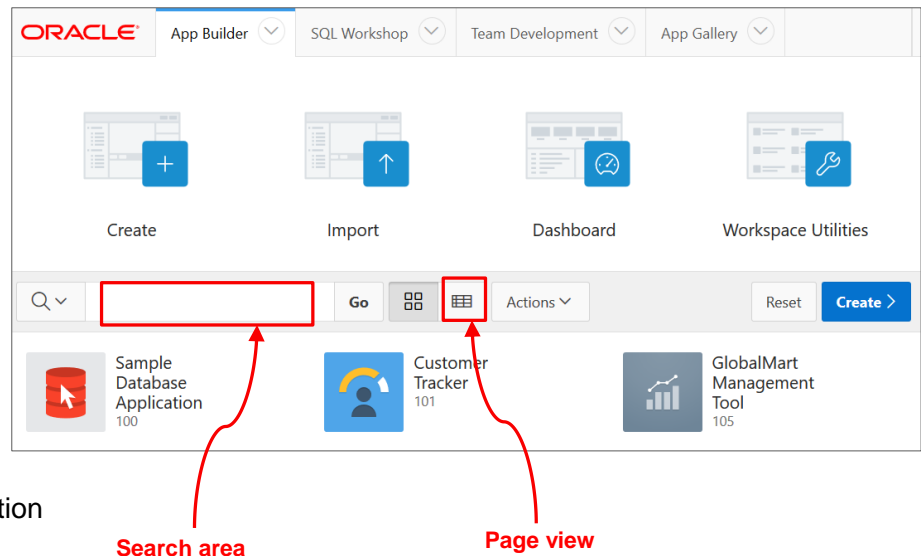 ORACLE App Builder SQL Workshop Team Development App Gallery
Create Import Dashboard Workspace Utilities
Go Actions Reset Create
Sample
Database
Application
100
Customer
Tracker
101
GlobalMart
Management
Tool
105
tion
Search area Page view